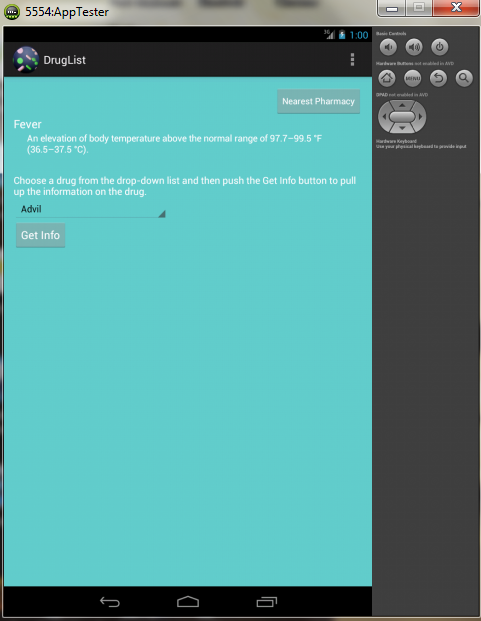 5554:AppTester
3G 1:00
DrugList
Nearest Pharmacy
Fever
An elevation of body temperature above the normal range of 97.7–99.5 °F
(36.5–37.5 °C).
Choose a drug from the drop-down list and then push the Get Info button to pull
up the information on the drug.
Advil
Get Info
Basic Controls
Hardware Buttons not enabled in AVD
MENU
DPAD not enabled in AVD
Hardware Keyboard
Use your physical keyboard to provide input